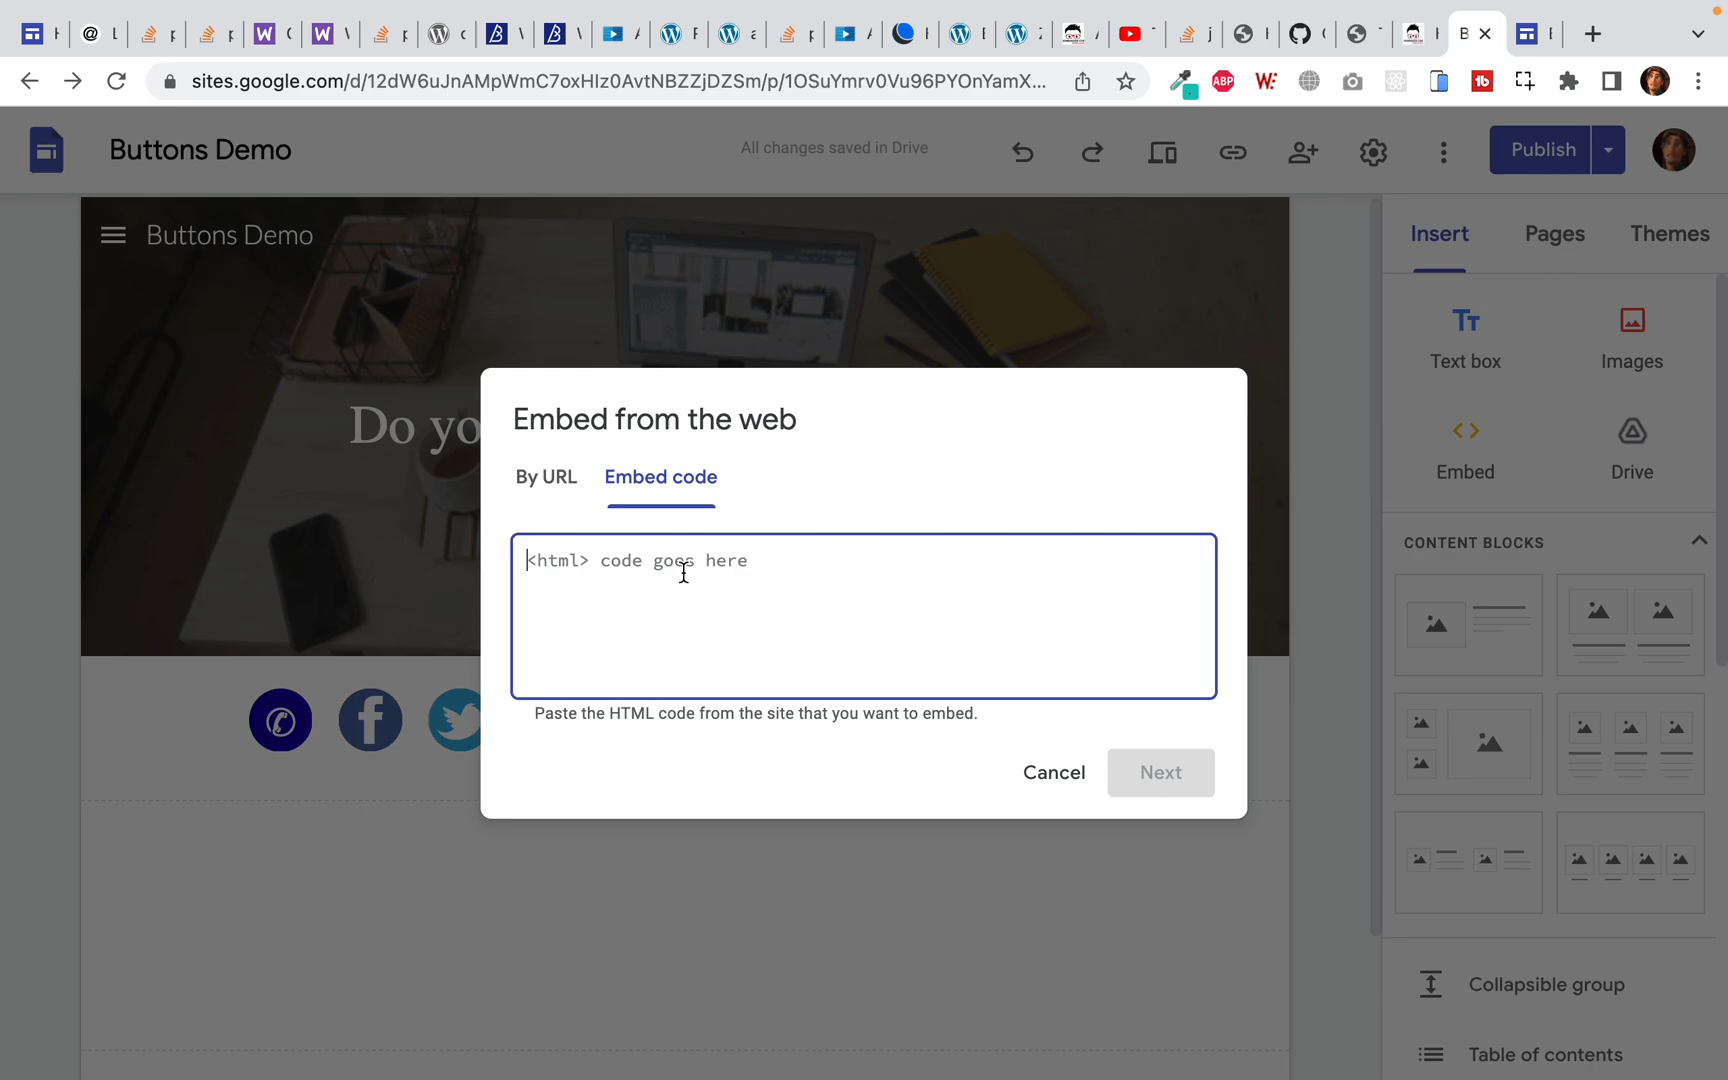 sites.google.com/d/12dW6uJnAMpWmC7oxHIz0AvtNBZZjDZSm/p/1OSuYmrv0Vu96PYOnYamX...
Buttons Demo
All changes saved in Drive
Publish
Buttons Demo
Insert
Pages
Themes
Text box
Images
Do yo
Embed from the web
By URL
Embed code
Embed
Drive
<html> code goes here
CONTENT BLOCKS
Paste the HTML code from the site that you want to embed.
Cancel
Next
Collapsible group
Table of contents